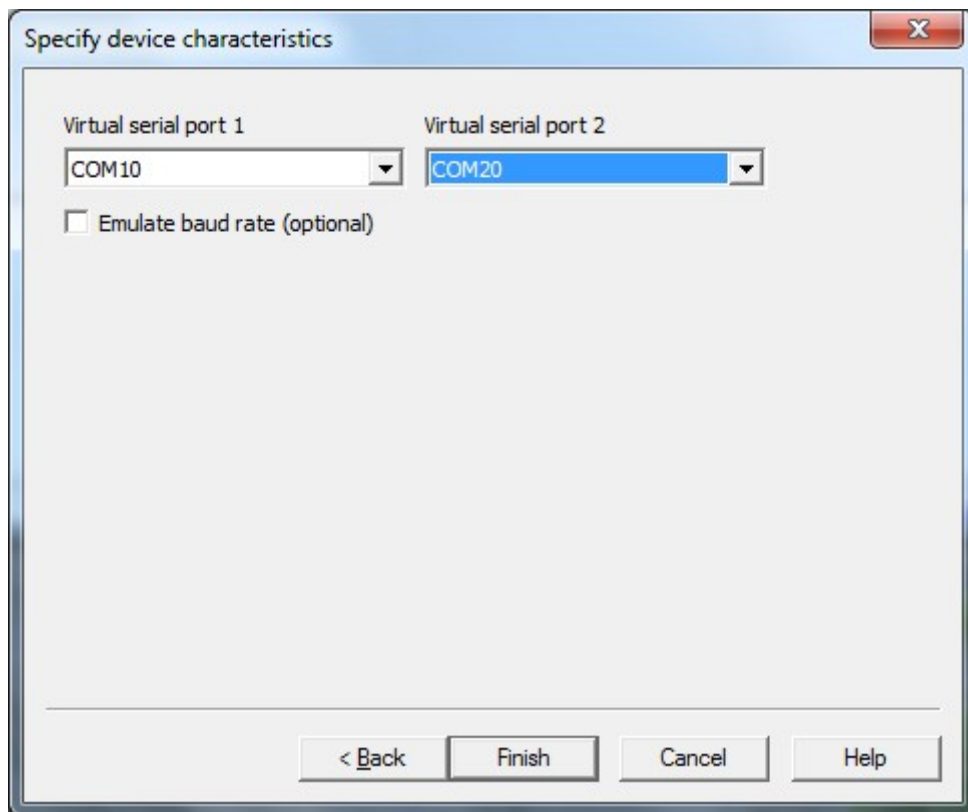 Specify device characteristics
Virtual serial port 1 Virtual serial port 2
COM10 COM20
Emulate baud rate (optional)
< Back Finish Cancel Help